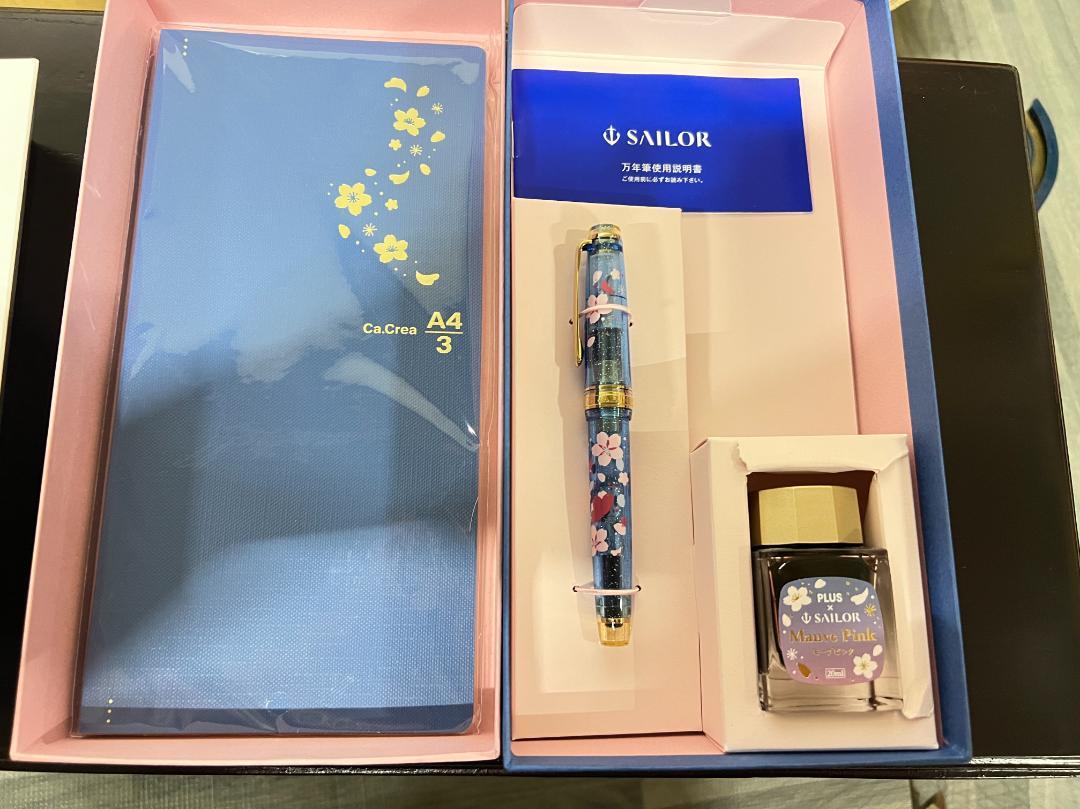 Ca.Crea A4
3
SAILOR
万年筆使用説明書
ご使用前に必ずお読み下さい。
PLUS
×
SAILOR
Mauve Pink
モーブピンク
20ml